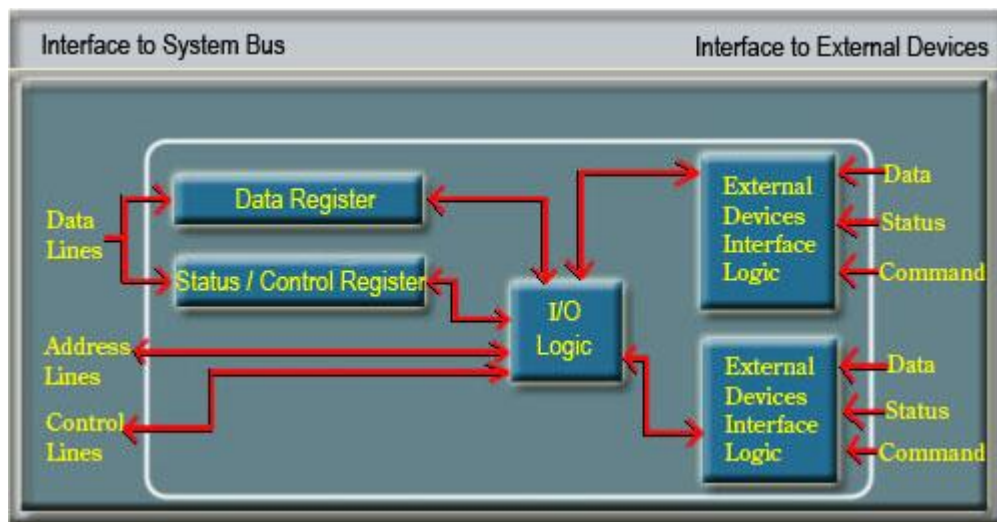 Interface to System Bus
Interface to External Devices
Data
Lines
Data Register
Status / Control Register
Address
Lines
Control
Lines
I/O
Logic
External
Devices
Interface
Logic
Data
Status
Command
External
Devices
Interface
Logic
Data
Status
Command